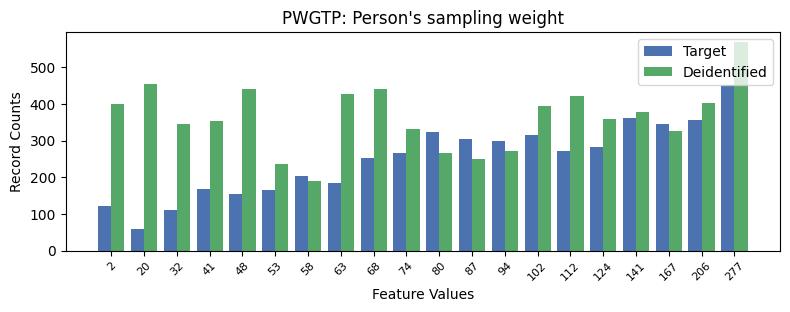 PWGTP: Person's sampling weight
Target
Deidentified
Record Counts
500
400
300
200
100
0
2 20 32 41 48 53 58 63 68 74 80 87 94 102 112 124 141 167 206 277
Feature Values